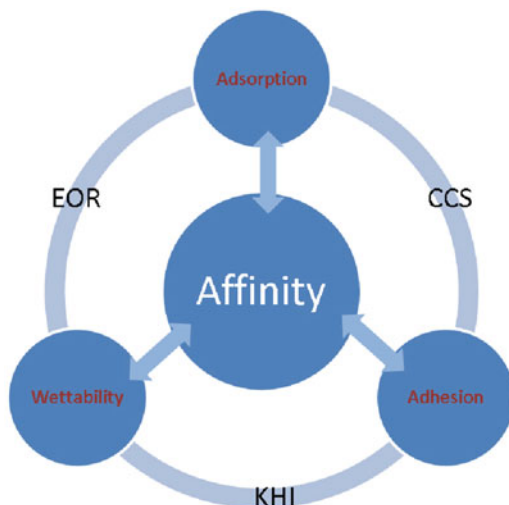 Adsorption
EOR
CCS
Affinity
Wettability
Adhesion
KHI